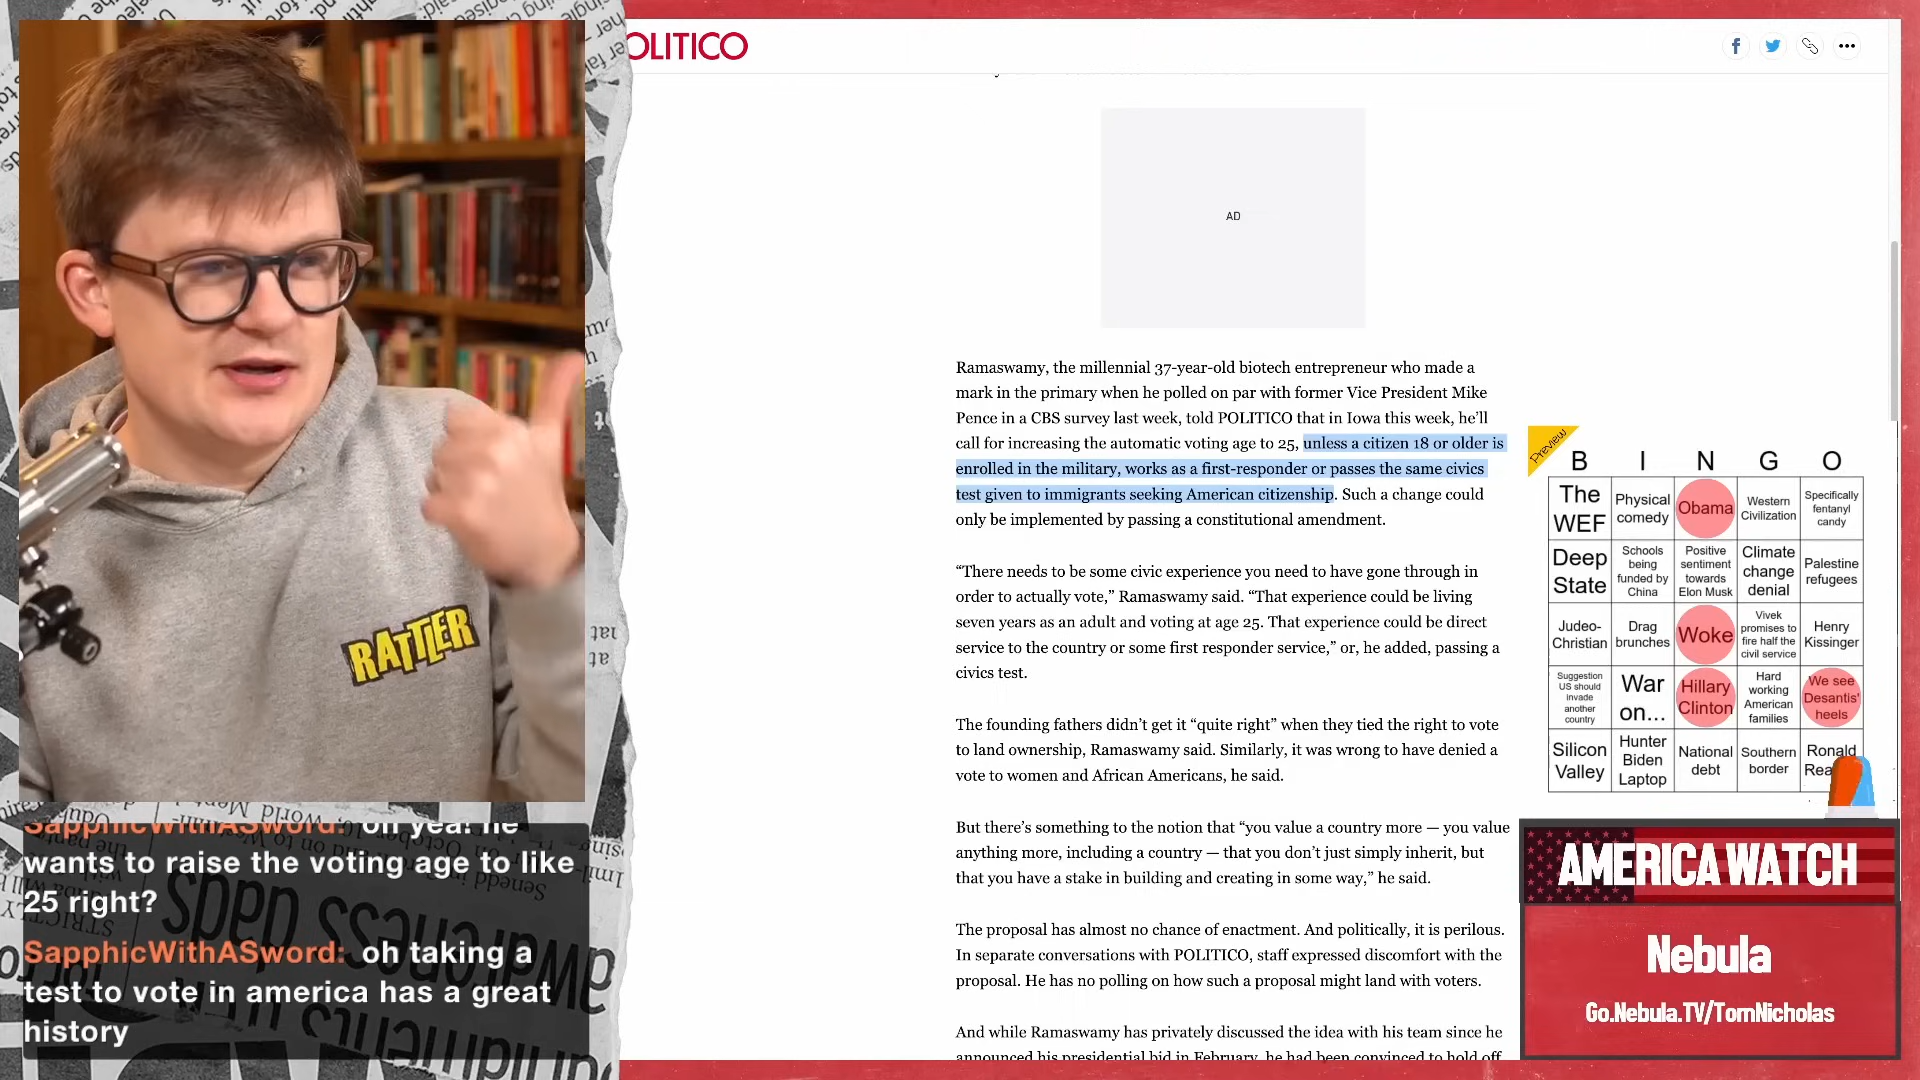 OLITICO
AD
Ramaswamy, the millennial 37-year-old biotech entrepreneur who made a
mark in the primary when he polled on par with former Vice President Mike
Pence in a CBS survey last week, told POLITICO that in Iowa this week, he’ll
call for increasing the automatic voting age to 25, unless a citizen 18 or older is
enrolled in the military, works as a first-responder or passes the same civics
test given to immigrants seeking American citizenship. Such a change could
only be implemented by passing a constitutional amendment.
“There needs to be some civic experience you need to have gone through in
order to actually vote,” Ramaswamy said. “That experience could be living
seven years as an adult and voting at age 25. That experience could be direct
service to the country or some first responder service,” or, he added, passing a
civics test.
The founding fathers didn’t get it “quite right” when they tied the right to vote
to land ownership, Ramaswamy said. Similarly, it was wrong to have denied a
vote to women and African Americans, he said.
But there’s something to the notion that “you value a country more — you value
anything more, including a country — that you don’t just simply inherit, but
that you have a stake in building and creating in some way,” he said.
The proposal has almost no chance of enactment. And politically, it is perilous.
In separate conversations with POLITICO, staff expressed discomfort with the
proposal. He has no polling on how such a proposal might land with voters.
And while Ramaswamy has privately discussed the idea with his team since he
announced his presidential bid in February, he had been convinced to hold off
RATTLER
SapphicWithASword: oh yea! he
wants to raise the voting age to like
25 right?
SapphicWithASword: oh taking a
test to vote in america has a great
history
Preview
B I N G O
The
WEF
Physical
comedy
Obama
Western
Civilization
Specifically
fentanyl
candy
Deep
State
Schools
being
funded by
China
Positive
sentiment
towards
Elon Musk
Climate
change
denial
Palestine
refugees
Judeo-
Christian
Drag
brunches
Woke
Vivek
promises to
fire half the
civil service
Henry
Kissinger
Suggestion
US should
invade
another
country
War
on...
Hillary
Clinton
Hard
working
American
families
We see
Desantis'
heels
Silicon
Valley
Hunter
Biden
Laptop
National
debt
Southern
border
Ronald
Rea
AMERICA WATCH
Nebula
Go.Nebula.TV/TomNicholas